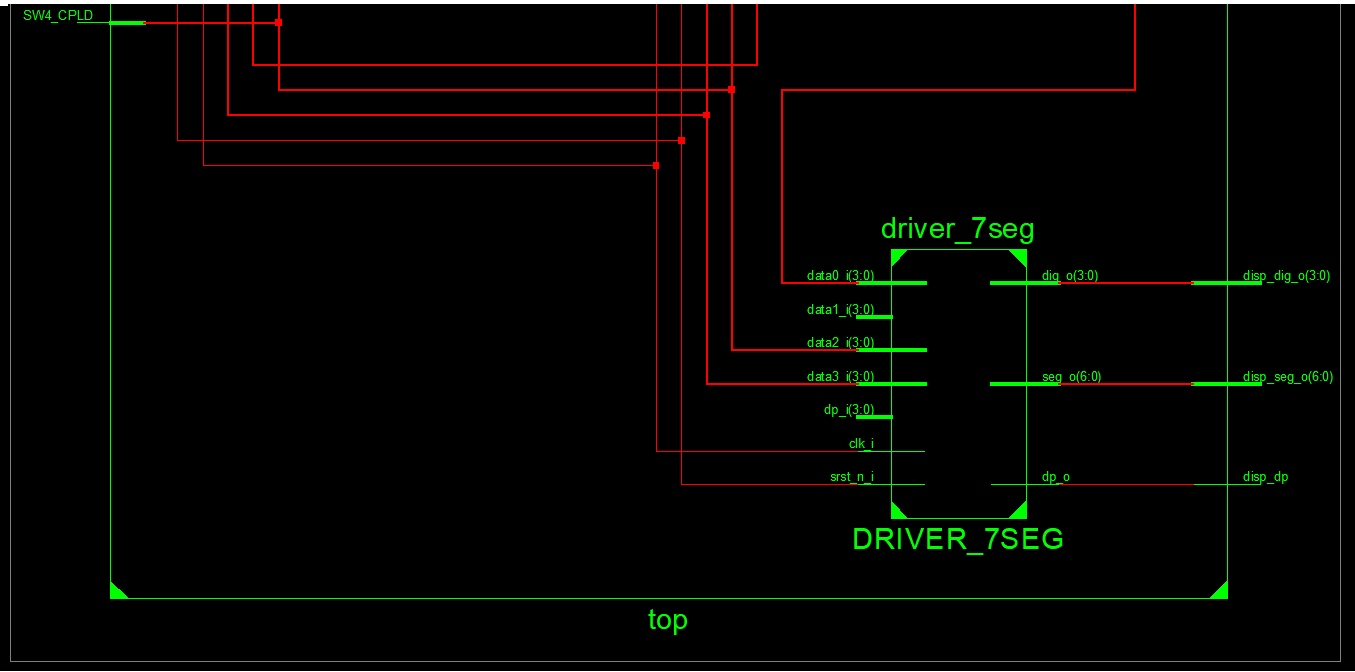 SW4_CPLD
driver_7seg
data0_i(3:0)
dig_o(3:0)
disp_dig_o(3:0)
data1_i(3:0)
data2_i(3:0)
data3_i(3:0)
seg_o(6:0)
disp_seg_o(6:0)
dp_i(3:0)
clk_i
srst_n_i
dp_o
disp_dp
DRIVER_7SEG
top